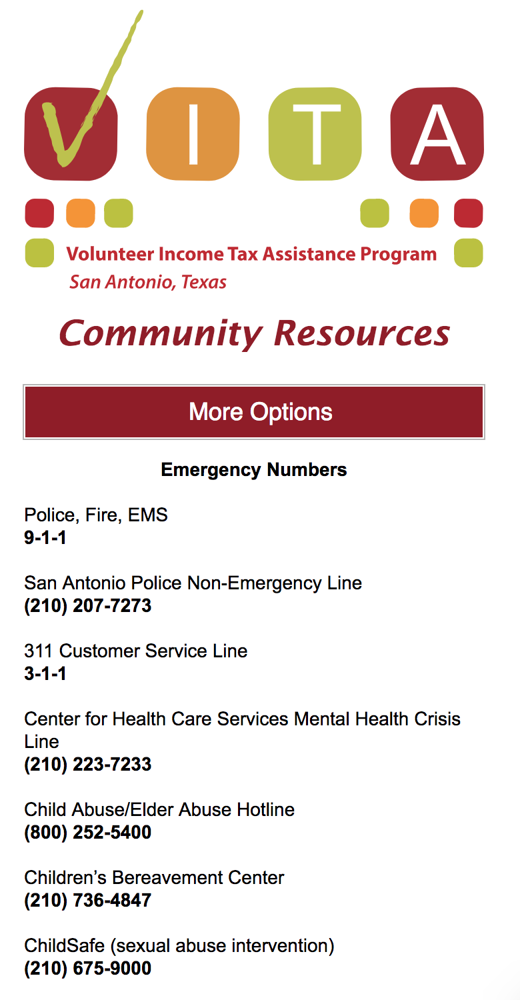 VITA
Volunteer Income Tax Assistance Program
San Antonio, Texas
Community Resources
More Options
Emergency Numbers
Police, Fire, EMS
9-1-1
San Antonio Police Non-Emergency Line
(210) 207-7273
311 Customer Service Line
3-1-1
Center for Health Care Services Mental Health Crisis
Line
(210) 223-7233
Child Abuse/Elder Abuse Hotline
(800) 252-5400
Children’s Bereavement Center
(210) 736-4847
ChildSafe (sexual abuse intervention)
(210) 675-9000